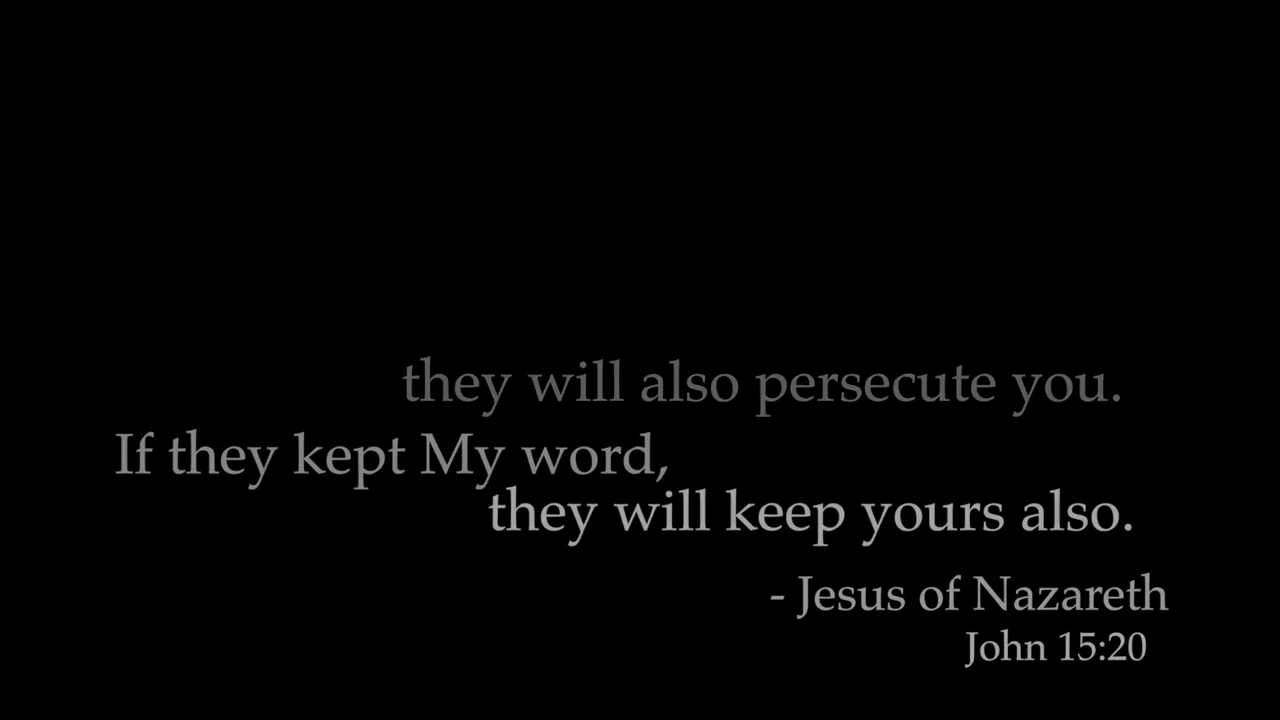 they will also persecute you.
If they kept My word,
they will keep yours also.
- Jesus of Nazareth
John 15:20